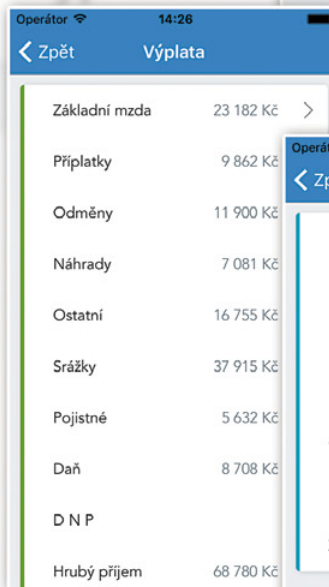 Operátor 14:26
Zpět Výplata
Základní mzda 23 182 Kč
Příplatky 9 862 Kč
Odměny 11 900 Kč
Náhrady 7 081 Kč
Ostatní 16 755 Kč
Srážky 37 915 Kč
Pojistné 5 632 Kč
Daň 8 708 Kč
D N P
Hrubý příjem 68 780 Kč